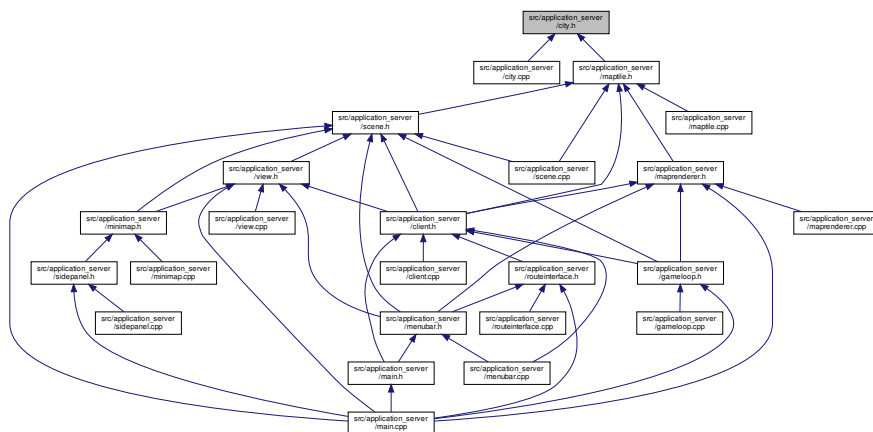 src/application_server
/city.h
src/application_server
/city.cpp
src/application_server
/maptile.h
src/application_server
/scene.h
src/application_server
/maptile.cpp
src/application_server
/view.h
src/application_server
/scene.cpp
src/application_server
/maprenderer.h
src/application_server
/minimap.h
src/application_server
/view.cpp
src/application_server
/client.h
src/application_server
/maprenderer.cpp
src/application_server
/sidepanel.h
src/application_server
/minimap.cpp
src/application_server
/client.cpp
src/application_server
/routeinterface.h
src/application_server
/gameloop.h
src/application_server
/sidepanel.cpp
src/application_server
/menubar.h
src/application_server
/routeinterface.cpp
src/application_server
/gameloop.cpp
src/application_server
/main.h
src/application_server
/menubar.cpp
src/application_server
/main.cpp